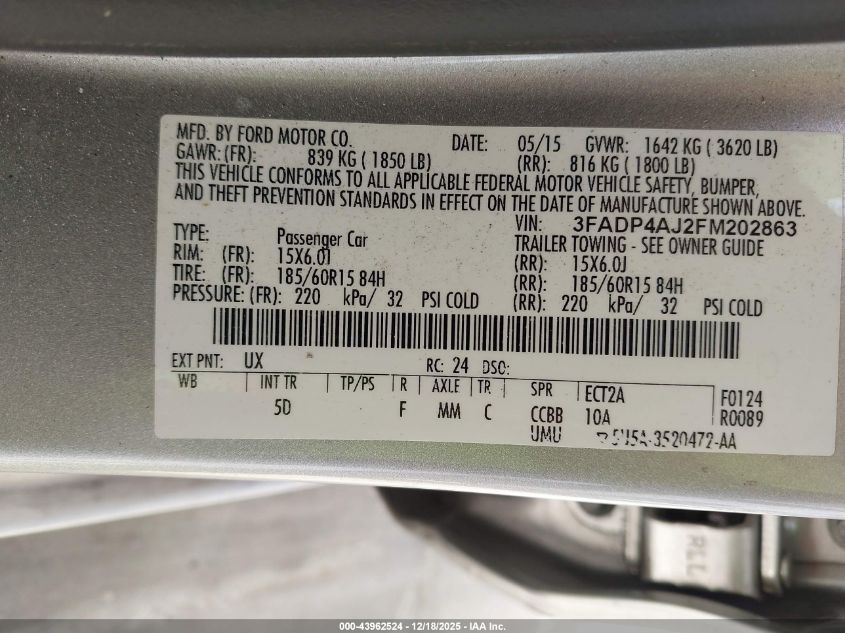 MFD. BY FORD MOTOR CO. DATE: 05/15 GVWR: 1642 KG ( 3620 LB)
GAWR: (FR): 839 KG ( 1850 LB) (RR): 816 KG ( 1800 LB)
THIS VEHICLE CONFORMS TO ALL APPLICABLE FEDERAL MOTOR VEHICLE SAFETY, BUMPER,
AND THEFT PREVENTION STANDARDS IN EFFECT ON THE DATE OF MANUFACTURE SHOWN ABOVE.
VIN: 3FADP4AJ2FM202863
TYPE: Passenger Car TRAILER TOWING - SEE OWNER GUIDE
RIM: (FR): 15X6.0J (RR): 15X6.0J
TIRE: (FR): 185/60R15 84H (RR): 185/60R15 84H
PRESSURE: (FR): 220 kPa/ 32 PSI COLD (RR): 220 kPa/ 32 PSI COLD
EXT PNT: UX RC: 24 DSO:
WB INT TR TP/PS R AXLE TR SPR ECT2A F0124
5D F MM C CCBB 10A R0089
UMU 5U5A-3520472-AA
RLL
000-43962524 - 12/18/2025 - IAA Inc.